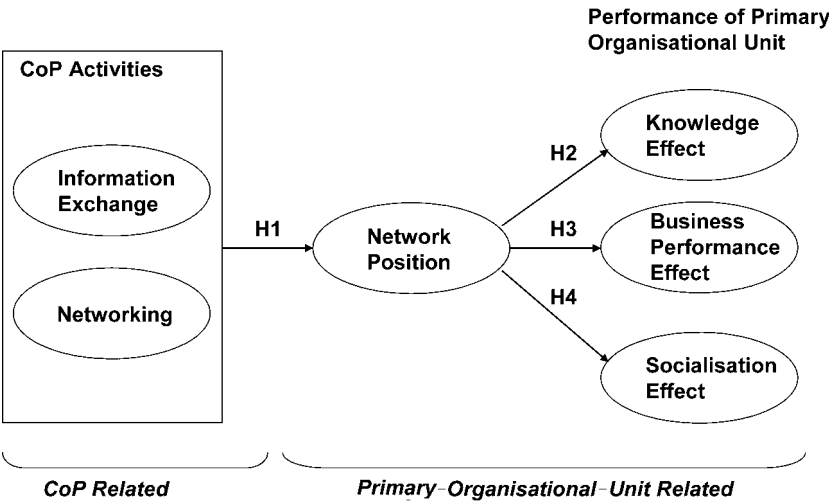 Performance of Primary
Organisational Unit
CoP Activities
Information
Exchange
Networking
H1
Network
Position
H2
H3
H4
Knowledge
Effect
Business
Performance
Effect
Socialisation
Effect
CoP Related
Primary-Organisational-Unit Related